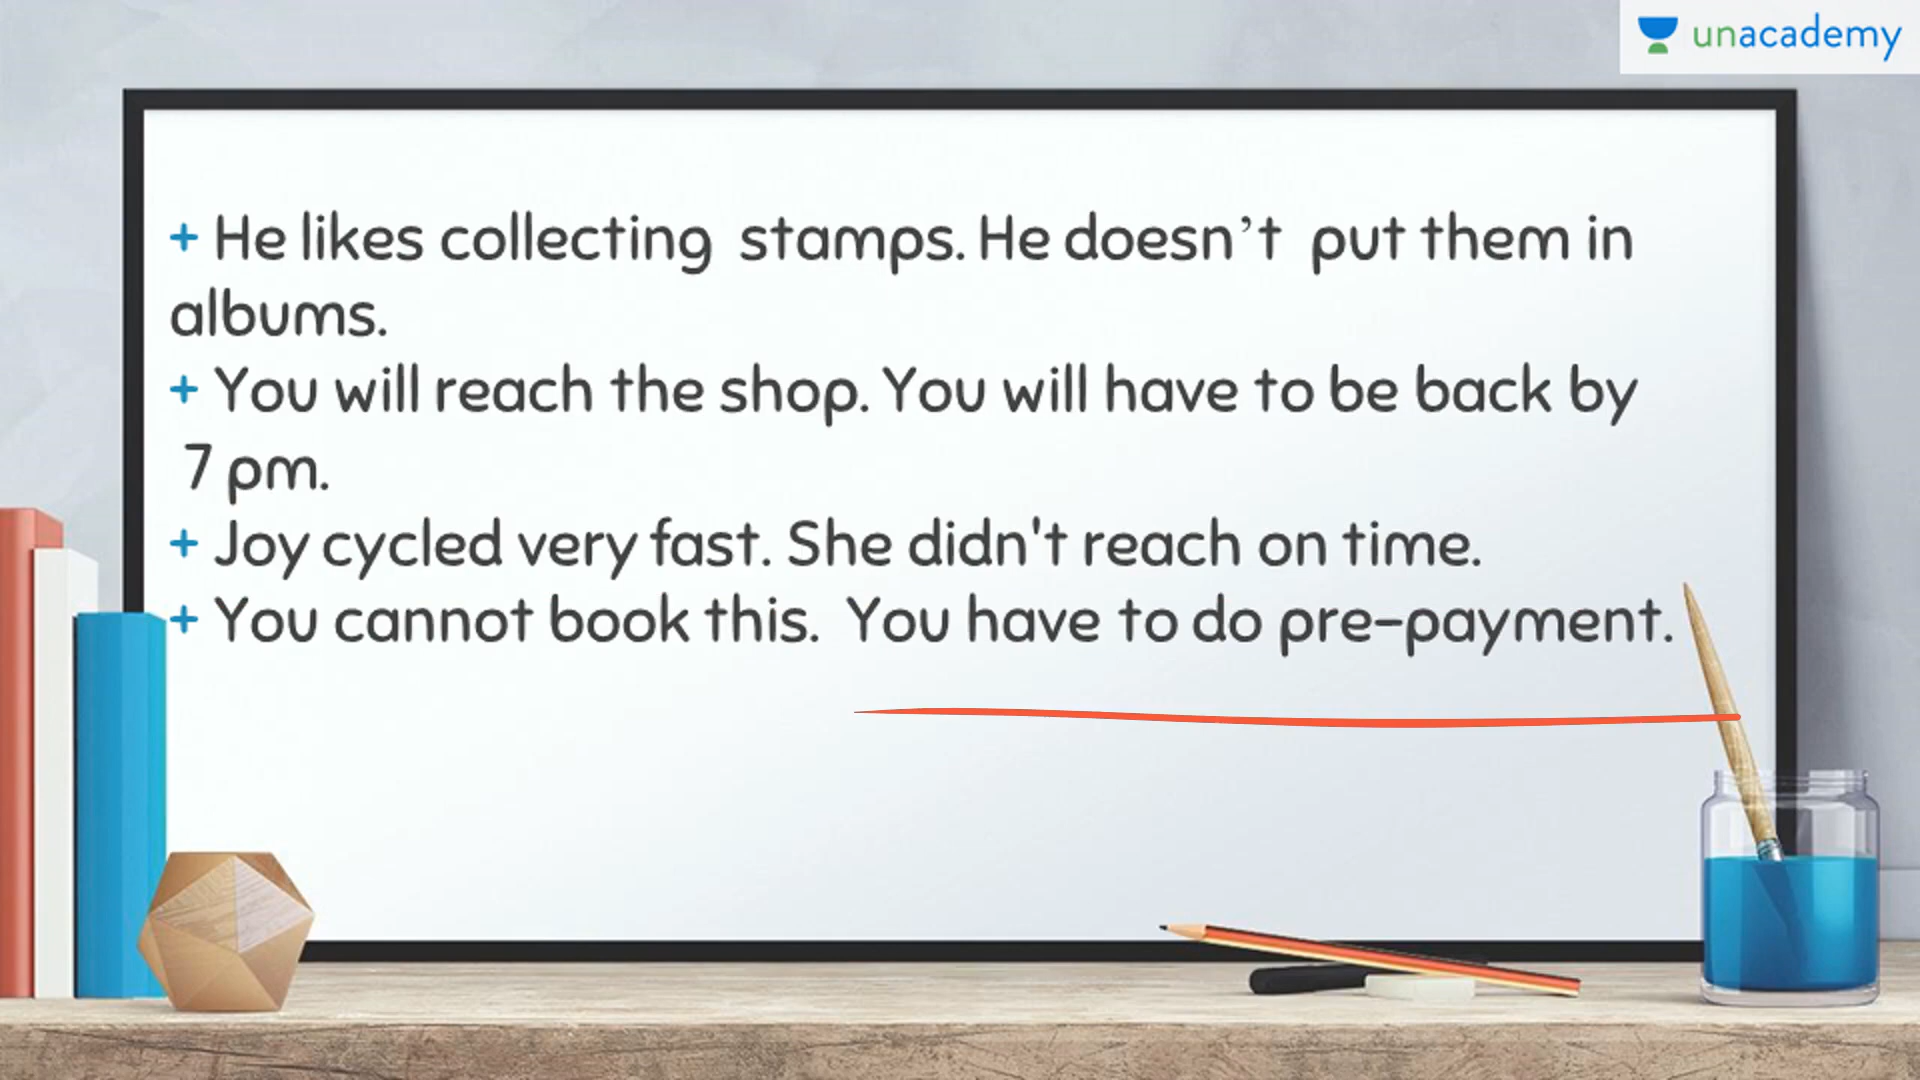 unacademy
+ He likes collecting stamps. He doesn’t put them in
albums.
+ You will reach the shop. You will have to be back by
7 pm.
+ Joy cycled very fast. She didn't reach on time.
+ You cannot book this. You have to do pre-payment.